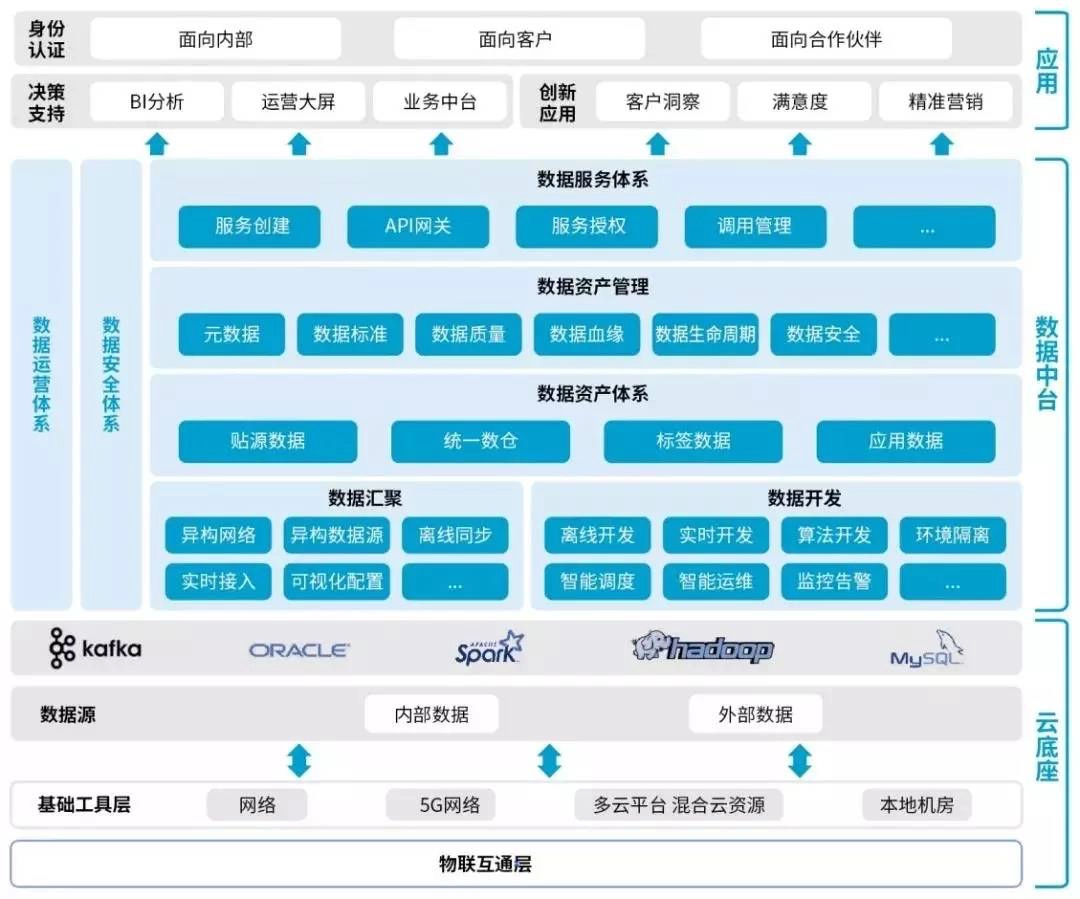 身份
认证
面向内部
面向客户
面向合作伙伴
应用
决策
支持
BI分析
运营大屏
业务中台
创新
应用
客户洞察
满意度
精准营销
数据运营体系
数据安全体系
数据服务体系
服务创建
API网关
服务授权
调用管理
...
数据资产管理
元数据
数据标准
数据质量
数据血缘
数据生命周期
数据安全
...
数据资产体系
贴源数据
统一数仓
标签数据
应用数据
数据中台
数据汇聚
异构网络
异构数据源
离线同步
实时接入
可视化配置
...
数据开发
离线开发
实时开发
算法开发
环境隔离
智能调度
智能运维
监控告警
...
kafka
ORACLE
APACHE
Spark
hadoop
MySQL
数据源
内部数据
外部数据
云底座
基础工具层
网络
5G网络
多云平台 混合云资源
本地机房
物联互通层